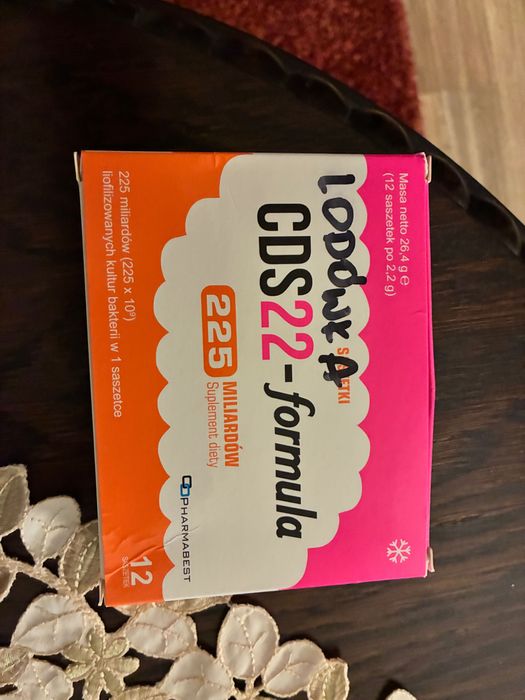 Masa netto 26,4 g ℮
(12 saszetek po 2,2 g)
LODÓWKA
CDS22-formula
225 MILIARDÓW
Suplement diety
PHARMABEST
225 miliardów (225 x 10⁹)
liofilizowanych kultur bakterii w 1 saszetce
12
SASZETEK